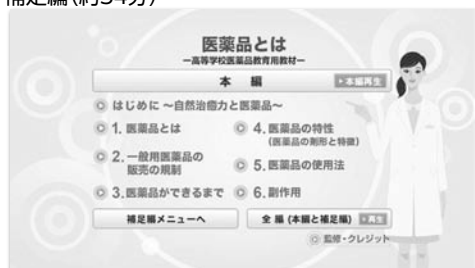 補足編(約34分)
医薬品とは
ー高等学校医薬品教育用教材ー
本 編
▶本編再生
はじめに ～自然治癒力と医薬品～
1. 医薬品とは
2. 一般用医薬品の
販売の規制
3. 医薬品ができるまで
4. 医薬品の特性
(医薬品の剤形と特徴)
5. 医薬品の使用法
6. 副作用
補足編メニューへ
全 編 (本編と補足編)
▶再生
監修・クレジット